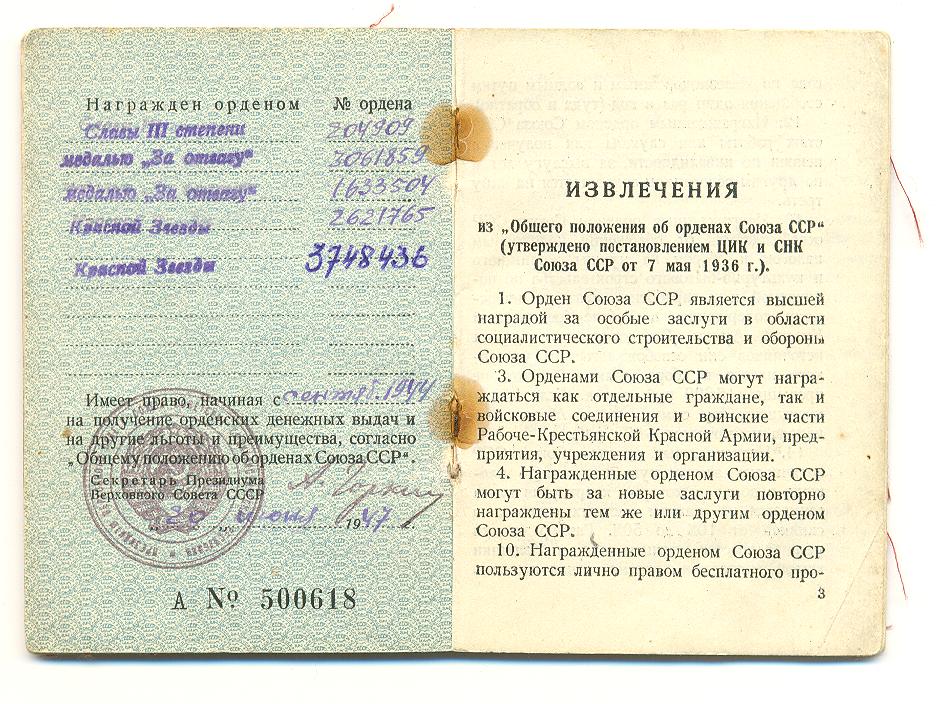 Награжден орденом № ордена
Славы III степени 204909
медалью „За отвагу" 3061859
медалью „За отвагу" 1633504
Красной Звезды 2621765
Красной Звезды 3748436
Имеет право, начиная с сентяб. 1944
на получение орденских денежных выдач и
на другие льготы и преимущества, согласно
„Общему положению об орденах Союза ССР".
Секретарь Президиума
Верховного Совета СССР
„20" июня 1947 г.
А № 500618
ИЗВЛЕЧЕНИЯ
из „Общего положения об орденах Союза ССР"
(утверждено постановлением ЦИК и СНК
Союза ССР от 7 мая 1936 г.).
1. Орден Союза ССР является высшей
наградой за особые заслуги в области
социалистического строительства и обороны
Союза ССР.
3. Орденами Союза ССР могут награ-
ждаться как отдельные граждане, так и
войсковые соединения и воинские части
Рабоче-Крестьянской Красной Армии, пред-
приятия, учреждения и организации.
4. Награжденные орденом Союза ССР
могут быть за новые заслуги повторно
награждены тем же или другим орденом
Союза ССР.
10. Награжденные орденом Союза ССР
пользуются лично правом бесплатного про-
3